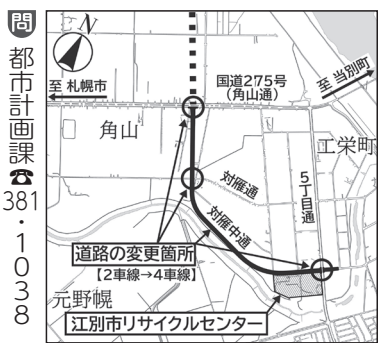 問 都市計画課☎381・1038
N
至 札幌市
国道275号
(角山通)
至 当別町
角山
工栄町
対雁通
5丁目通
対雁中通
道路の変更箇所
【2車線→4車線】
元野幌
江別市リサイクルセンター